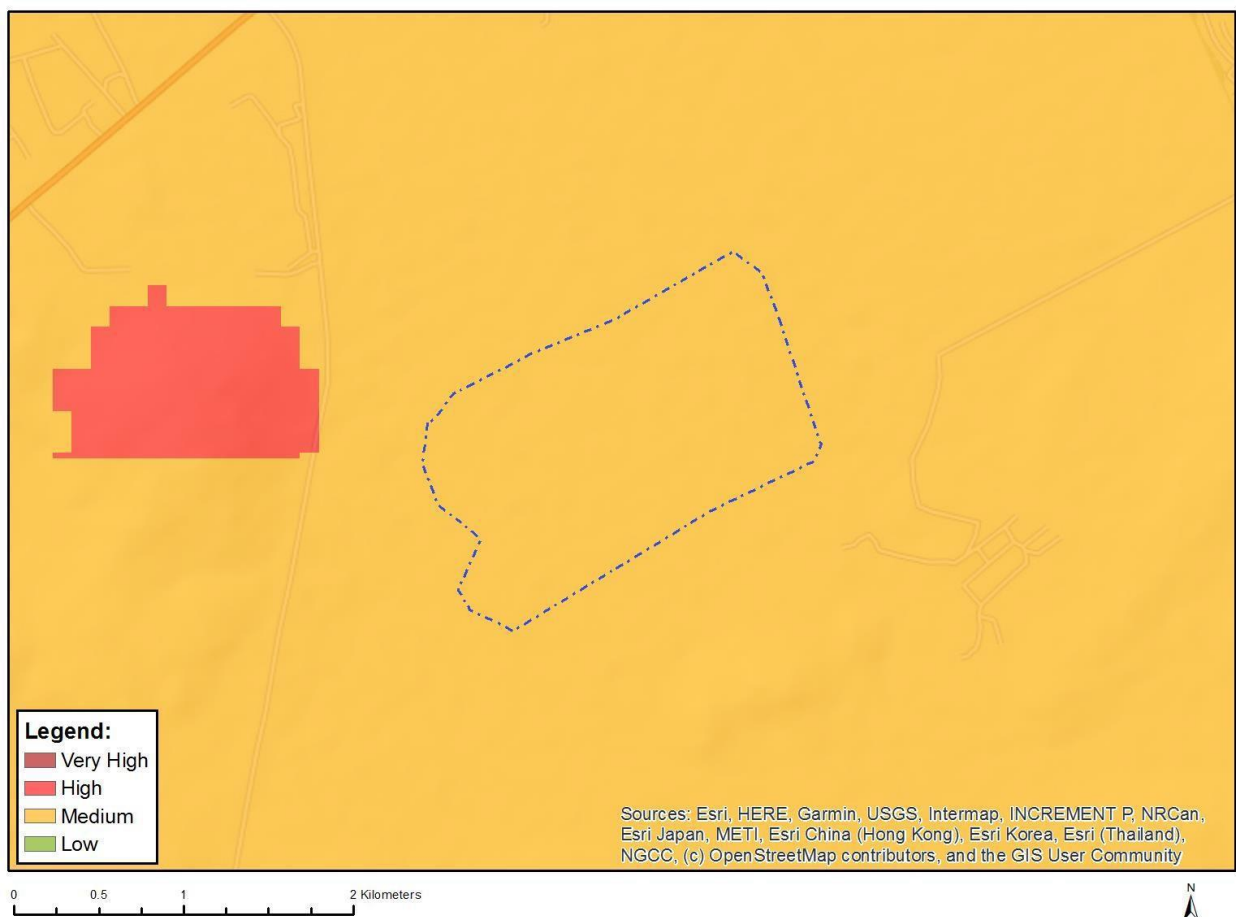 Legend:
Very High
High
Medium
Low
Sources: Esri, HERE, Garmin, USGS, Intermap, INCREMENT P, NRCan,
Esri Japan, METI, Esri China (Hong Kong), Esri Korea, Esri (Thailand),
NGCC, (c) OpenStreetMap contributors, and the GIS User Community
0 0.5 1 2 Kilometers
N